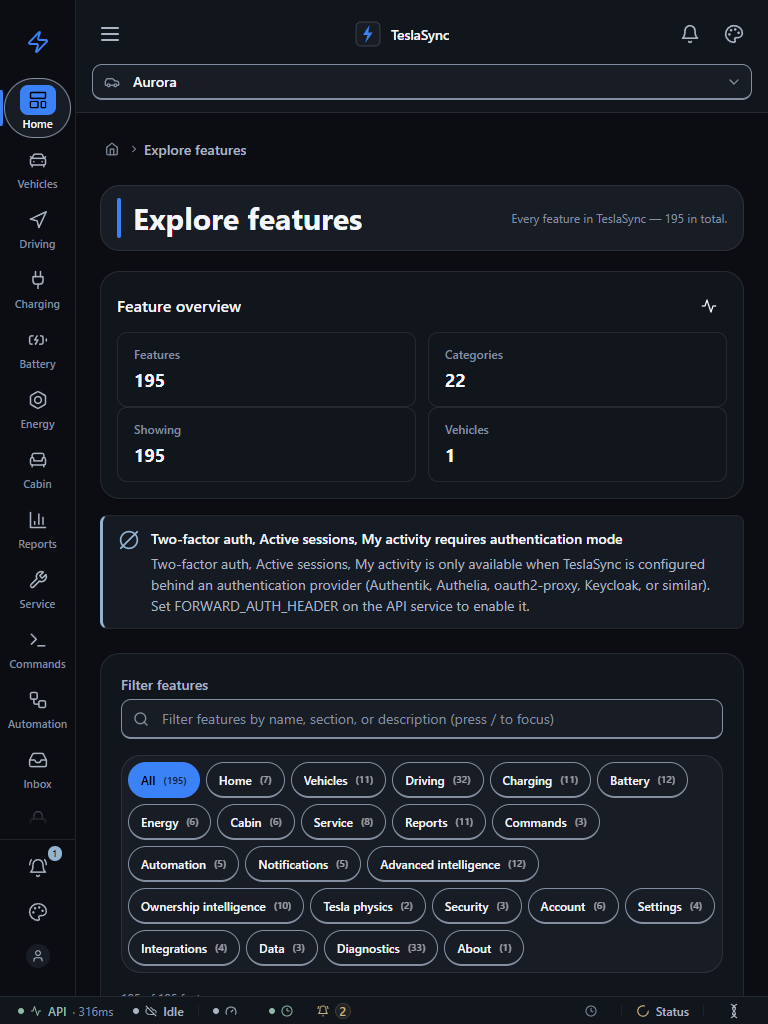 TeslaSync
Aurora
Home
Vehicles
Driving
Charging
Battery
Energy
Cabin
Reports
Service
Commands
Automation
Inbox
1
Explore features
Explore features
Every feature in TeslaSync — 195 in total.
Feature overview
Features
195
Categories
22
Showing
195
Vehicles
1
Two-factor auth, Active sessions, My activity requires authentication mode
Two-factor auth, Active sessions, My activity is only available when TeslaSync is configured
behind an authentication provider (Authentik, Authelia, oauth2-proxy, Keycloak, or similar).
Set FORWARD_AUTH_HEADER on the API service to enable it.
Filter features
Filter features by name, section, or description (press / to focus)
All (195) Home (7) Vehicles (11) Driving (32) Charging (11) Battery (12)
Energy (6) Cabin (6) Service (8) Reports (11) Commands (3)
Automation (5) Notifications (5) Advanced intelligence (12)
Ownership intelligence (10) Tesla physics (2) Security (3) Account (6) Settings (4)
Integrations (4) Data (3) Diagnostics (33) About (1)
API · 316ms Idle 2 Status